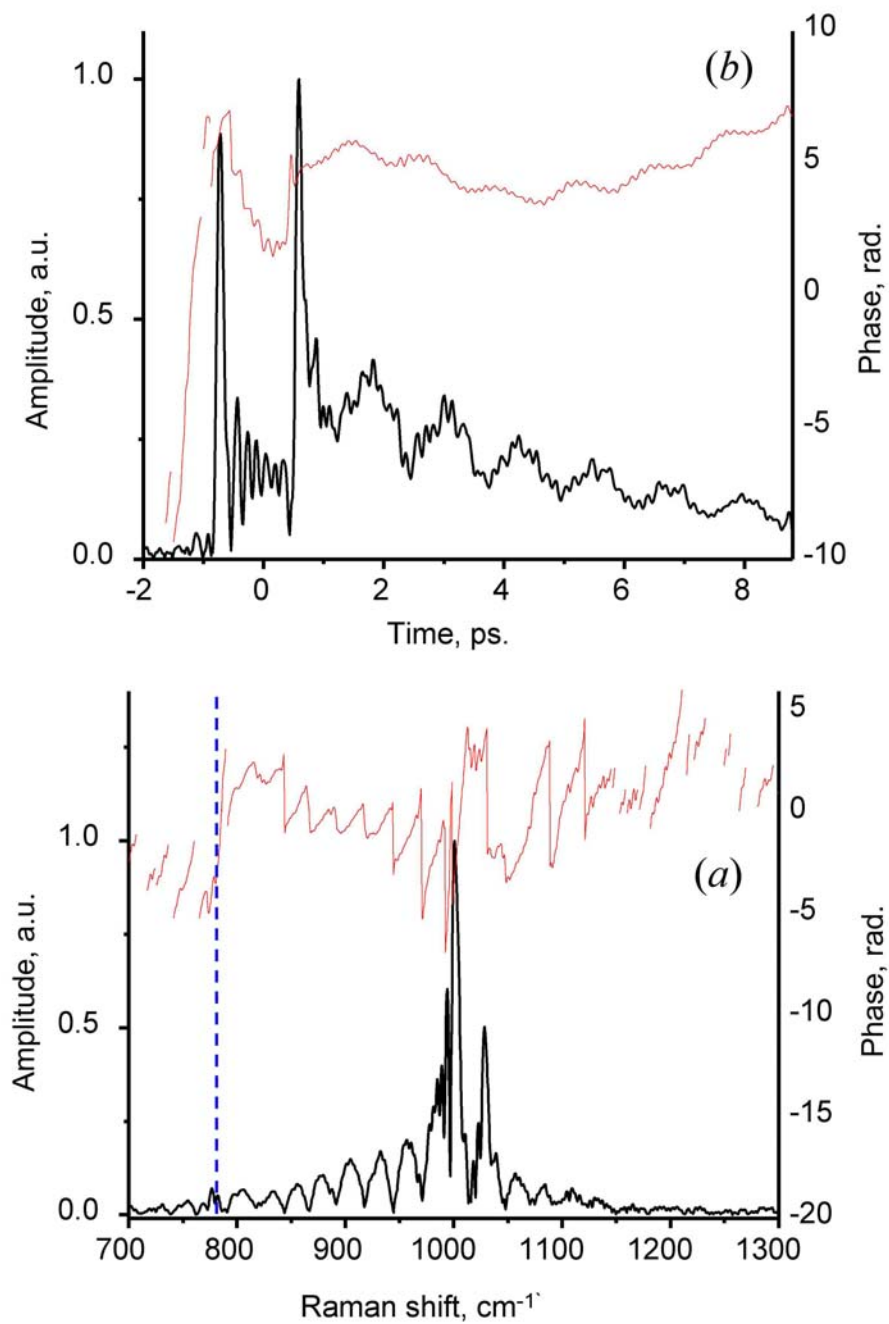 (b)
Amplitude, a.u.
1.0
0.5
0.0
10
5
0
-5
-10
Phase, rad.
-2 0 2 4 6 8
Time, ps.
(a)
Amplitude, a.u.
1.0
0.5
0.0
5
0
-5
-10
-15
-20
Phase, rad.
700 800 900 1000 1100 1200 1300
Raman shift, cm⁻¹`